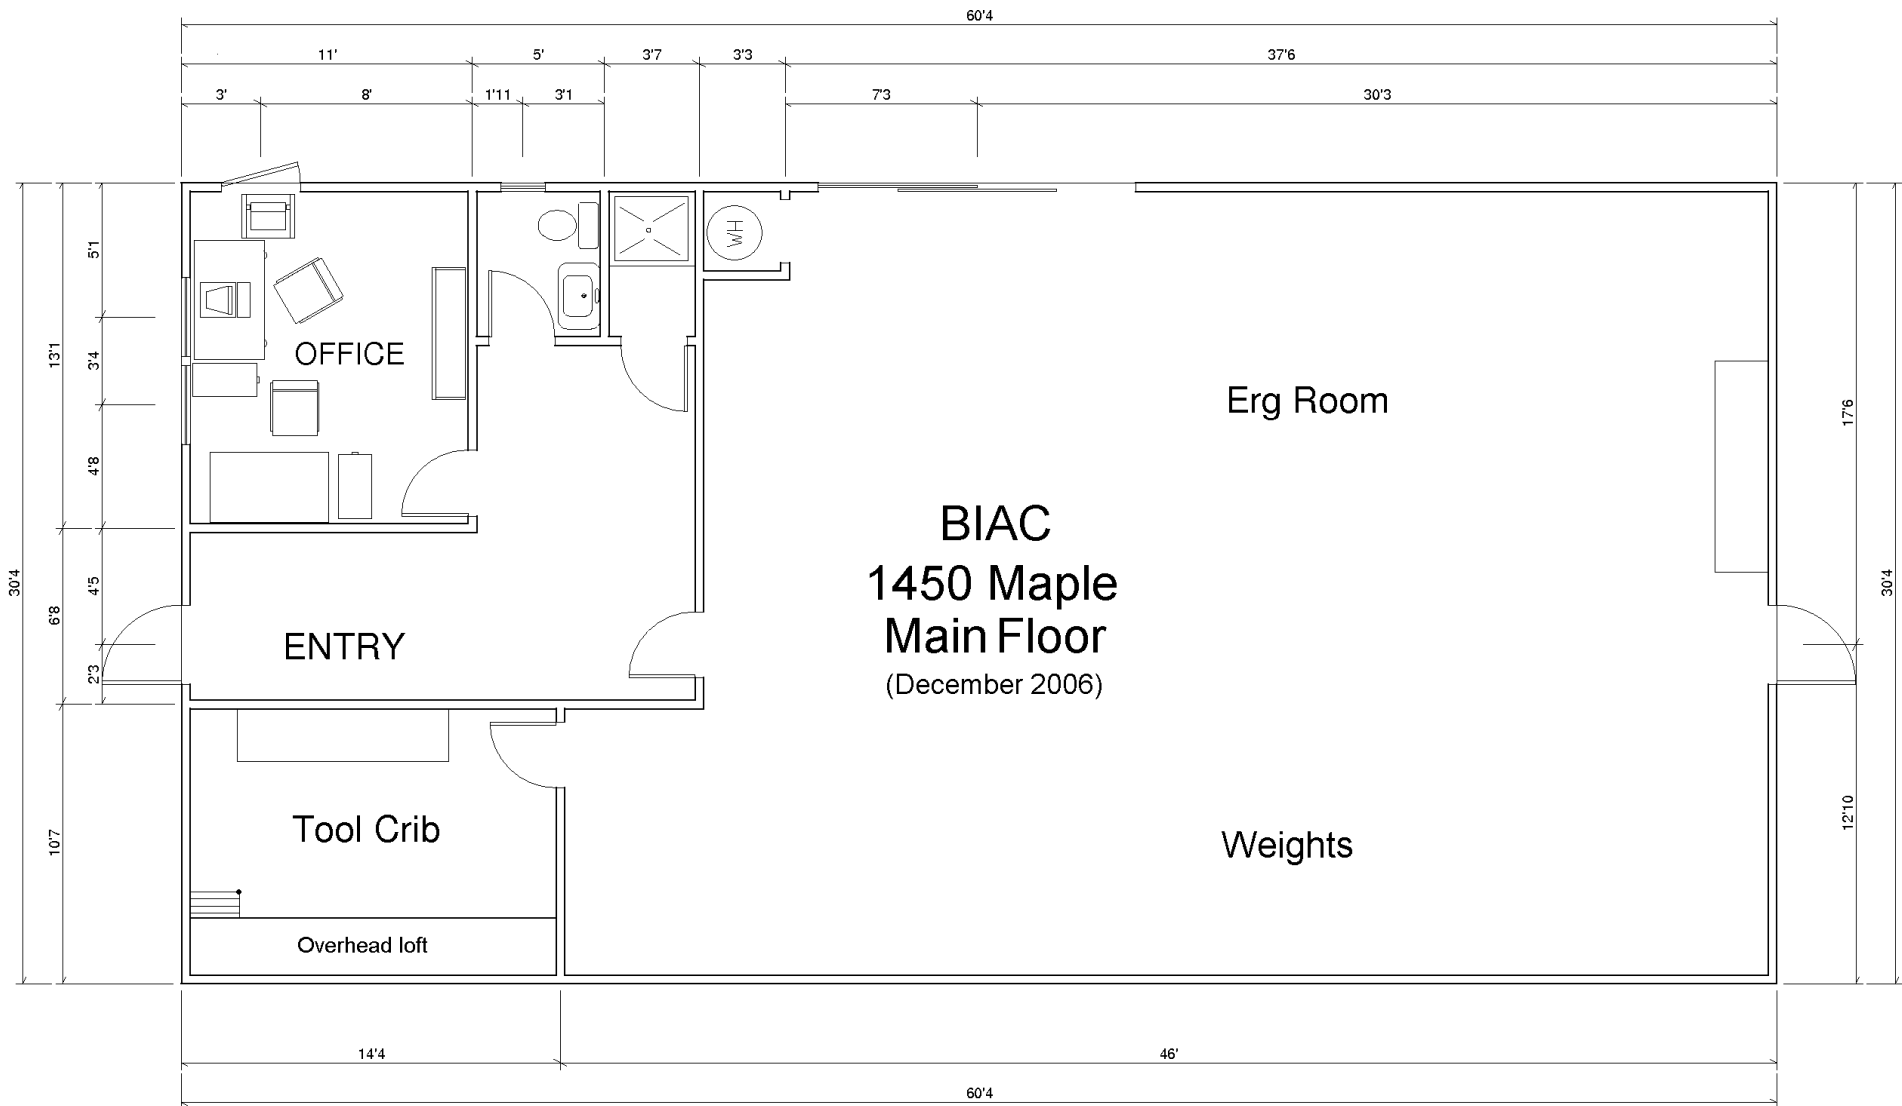 60'4
11' 5' 3'7 3'3 37'6
3' 8' 1'11 3'1 7'3 30'3
WH
5'1
13'1 3'4 OFFICE
Erg Room 17'6
4'8
BIAC
1450 Maple
Main Floor
(December 2006)
30'4 4'5 30'4
6'8
ENTRY
2'3
Tool Crib
10'7
Weights
12'10
Overhead loft
14'4 46'
60'4